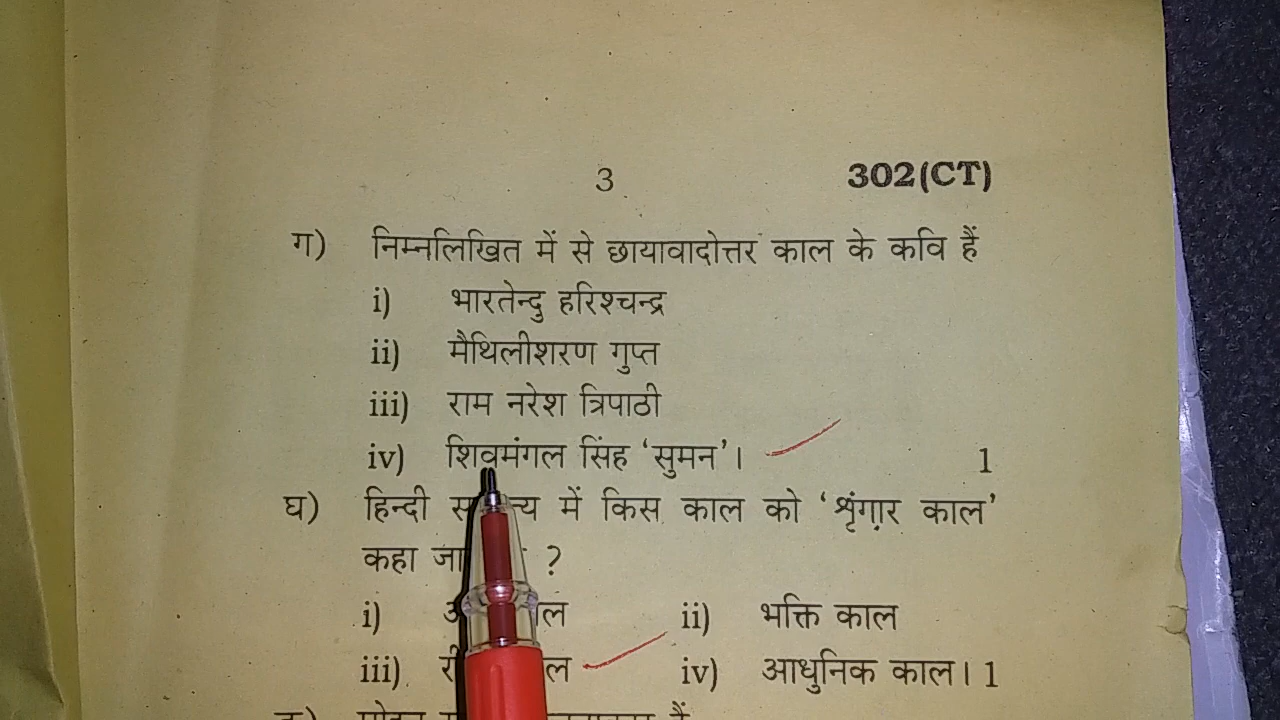 3 302(CT)
ग) निम्नलिखित में से छायावादोत्तर काल के कवि हैं
i) भारतेन्दु हरिश्चन्द्र
ii) मैथिलीशरण गुप्त
iii) राम नरेश त्रिपाठी
iv) शिवमंगल सिंह ‘सुमन’। 1
घ) हिन्दी में किस काल को ‘श्रृंगार काल’
कहा ?
i) ii) भक्ति काल
iii) iv) आधुनिक काल। 1